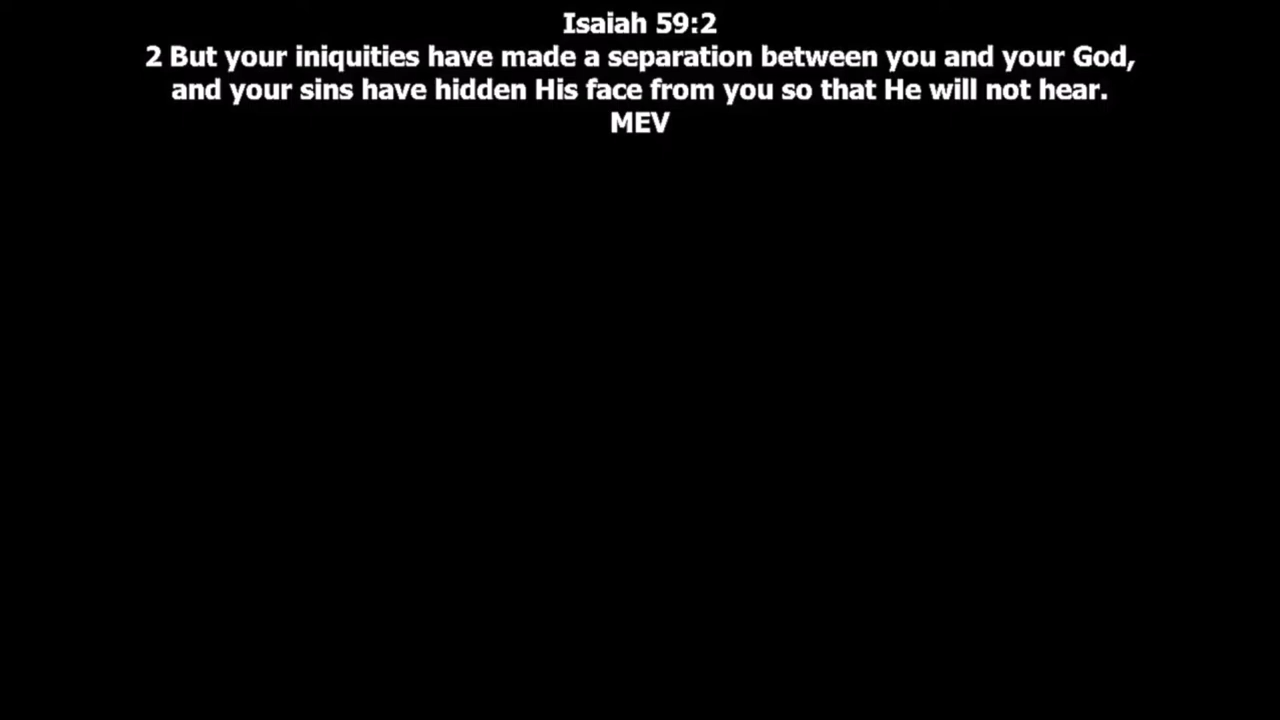 Isaiah 59:2
2 But your iniquities have made a separation between you and your God,
and your sins have hidden His face from you so that He will not hear.
MEV